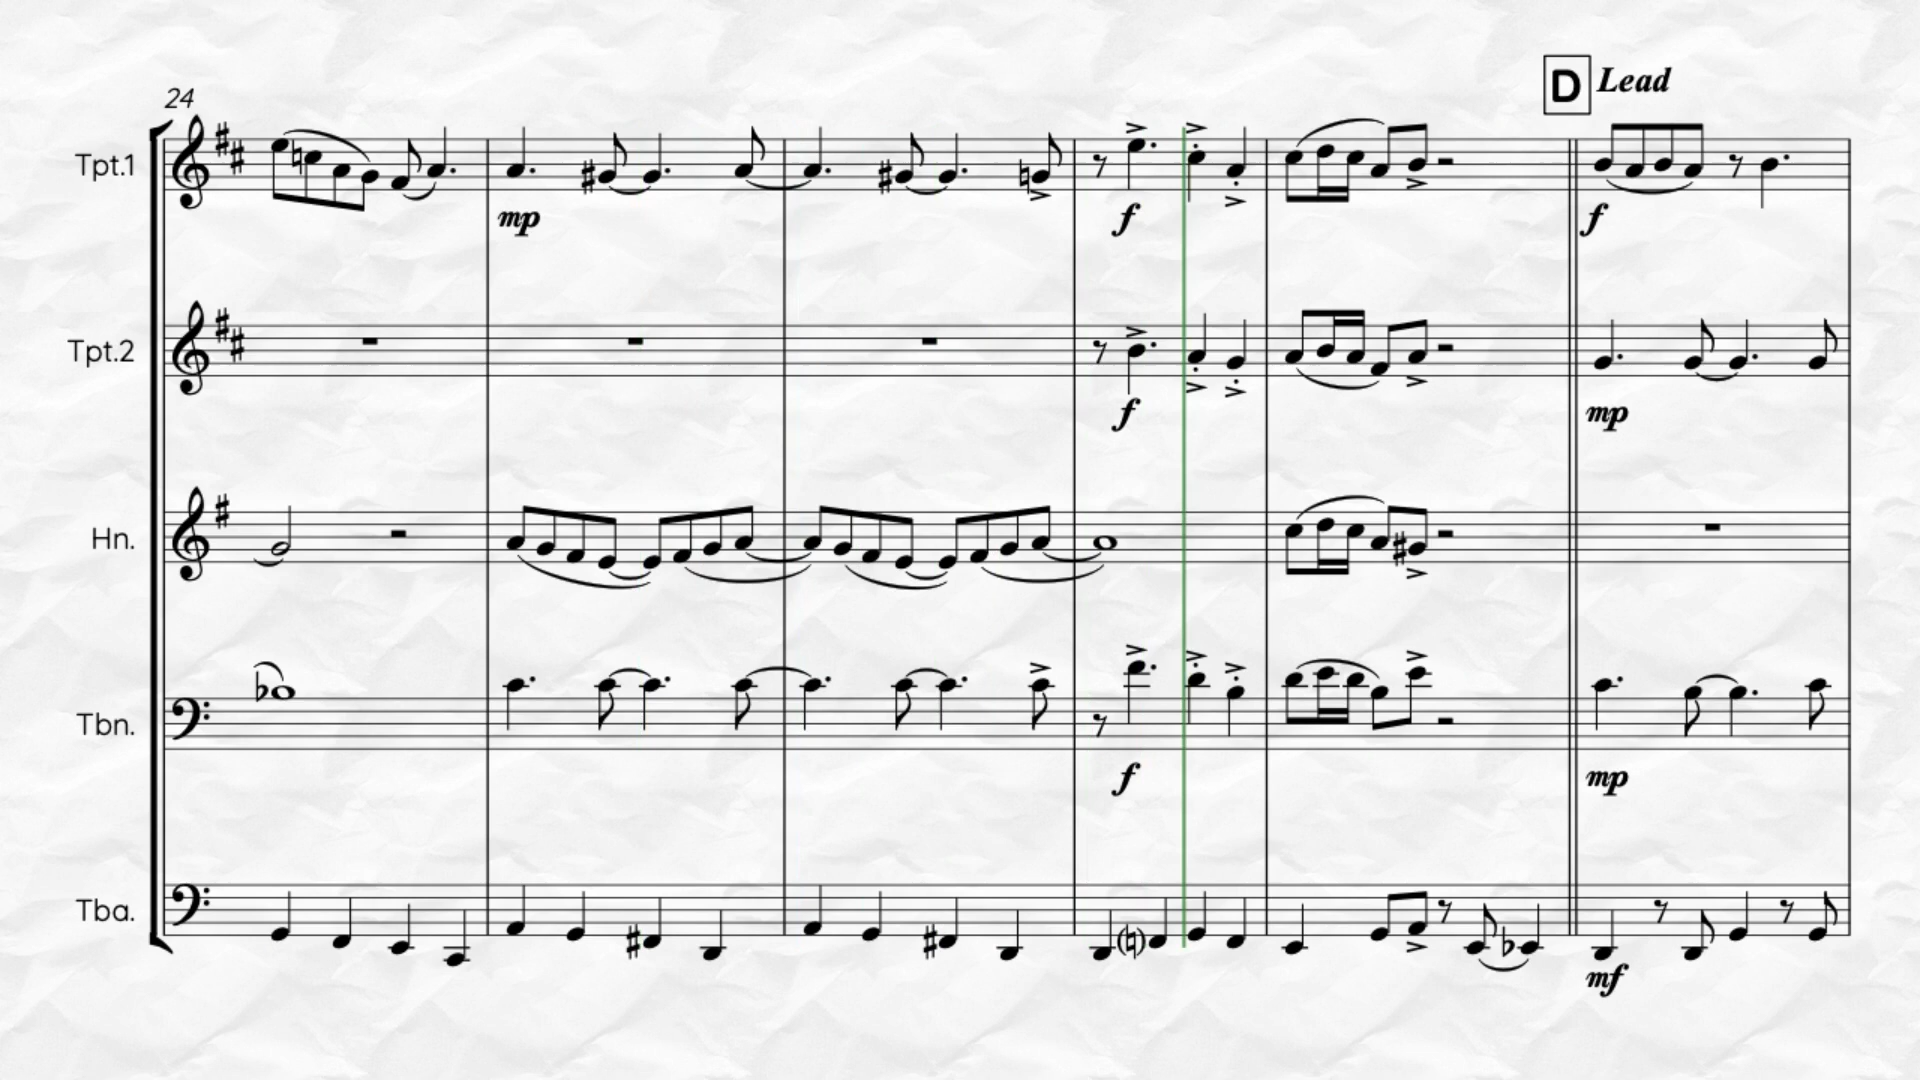 D Lead
24
Tpt.1
mp
f
f
Tpt.2
f
mp
Hn.
Tbn.
f
mp
Tba.
mf